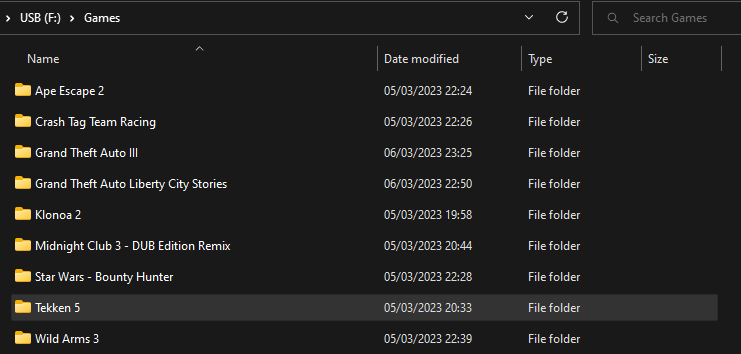 USB (F:) Games Search Games
Name Date modified Type Size
Ape Escape 2 05/03/2023 22:24 File folder
Crash Tag Team Racing 05/03/2023 22:26 File folder
Grand Theft Auto III 06/03/2023 23:25 File folder
Grand Theft Auto Liberty City Stories 06/03/2023 22:50 File folder
Klonoa 2 05/03/2023 19:58 File folder
Midnight Club 3 - DUB Edition Remix 05/03/2023 20:44 File folder
Star Wars - Bounty Hunter 05/03/2023 22:28 File folder
Tekken 5 05/03/2023 20:33 File folder
Wild Arms 3 05/03/2023 22:39 File folder